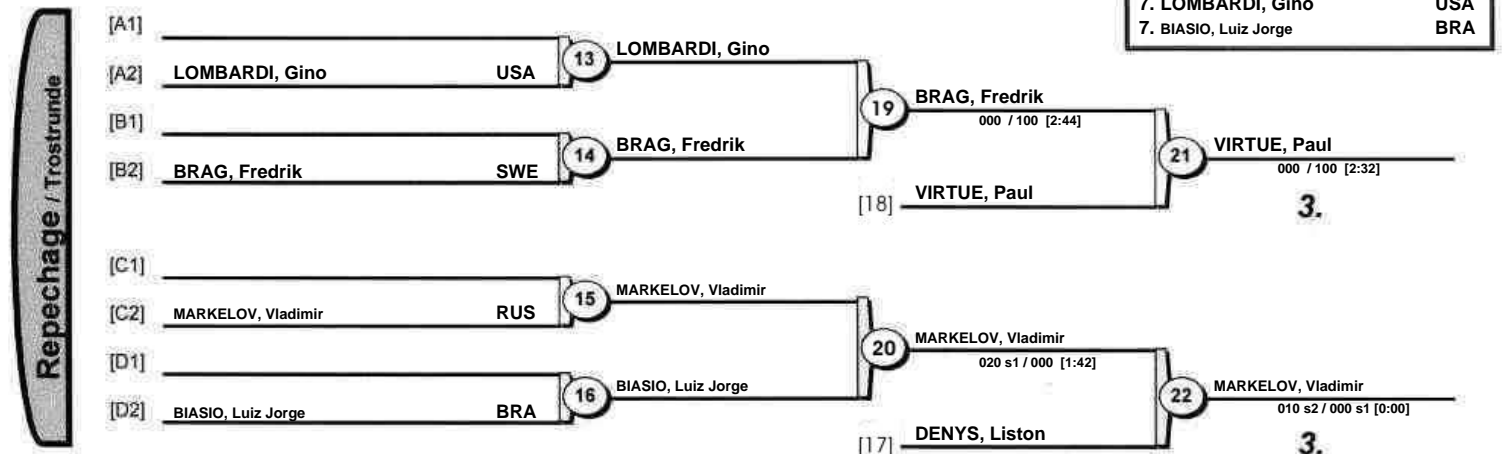 7. LOMBARDI, Gino USA
7. BIASIO, Luiz Jorge BRA
Repechage / Trostrunde
[A1]
[A2] LOMBARDI, Gino USA
13
LOMBARDI, Gino
[B1]
[B2] BRAG, Fredrik SWE
14
BRAG, Fredrik
19
BRAG, Fredrik
000 / 100 [2:44]
[18] VIRTUE, Paul
21
VIRTUE, Paul
000 / 100 [2:32]
3.
[C1]
[C2] MARKELOV, Vladimir RUS
15
MARKELOV, Vladimir
[D1]
[D2] BIASIO, Luiz Jorge BRA
16
BIASIO, Luiz Jorge
20
MARKELOV, Vladimir
020 s1 / 000 [1:42]
[17] DENYS, Liston
22
MARKELOV, Vladimir
010 s2 / 000 s1 [0:00]
3.